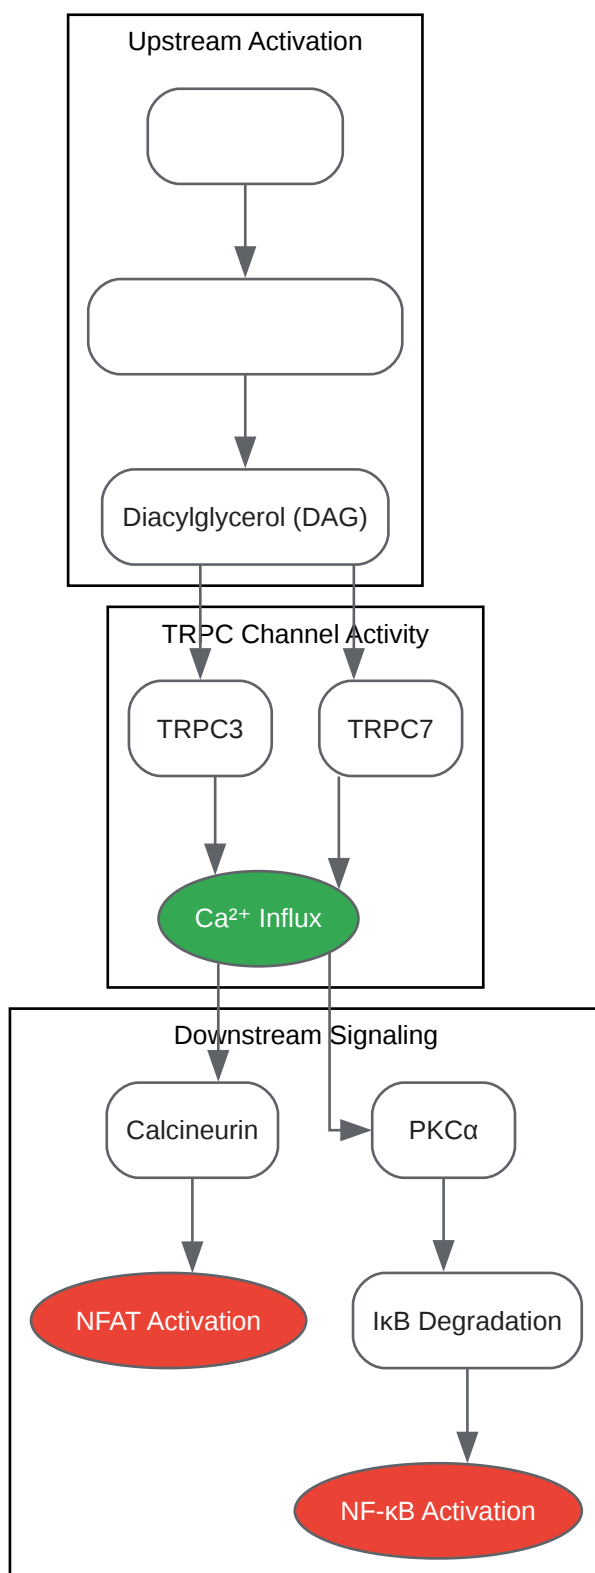 Upstream Activation
Diacylglycerol (DAG)
TRPC Channel Activity
TRPC3
TRPC7
Ca²⁺ Influx
Downstream Signaling
Calcineurin
PKCα
NFAT Activation
IκB Degradation
NF-κB Activation